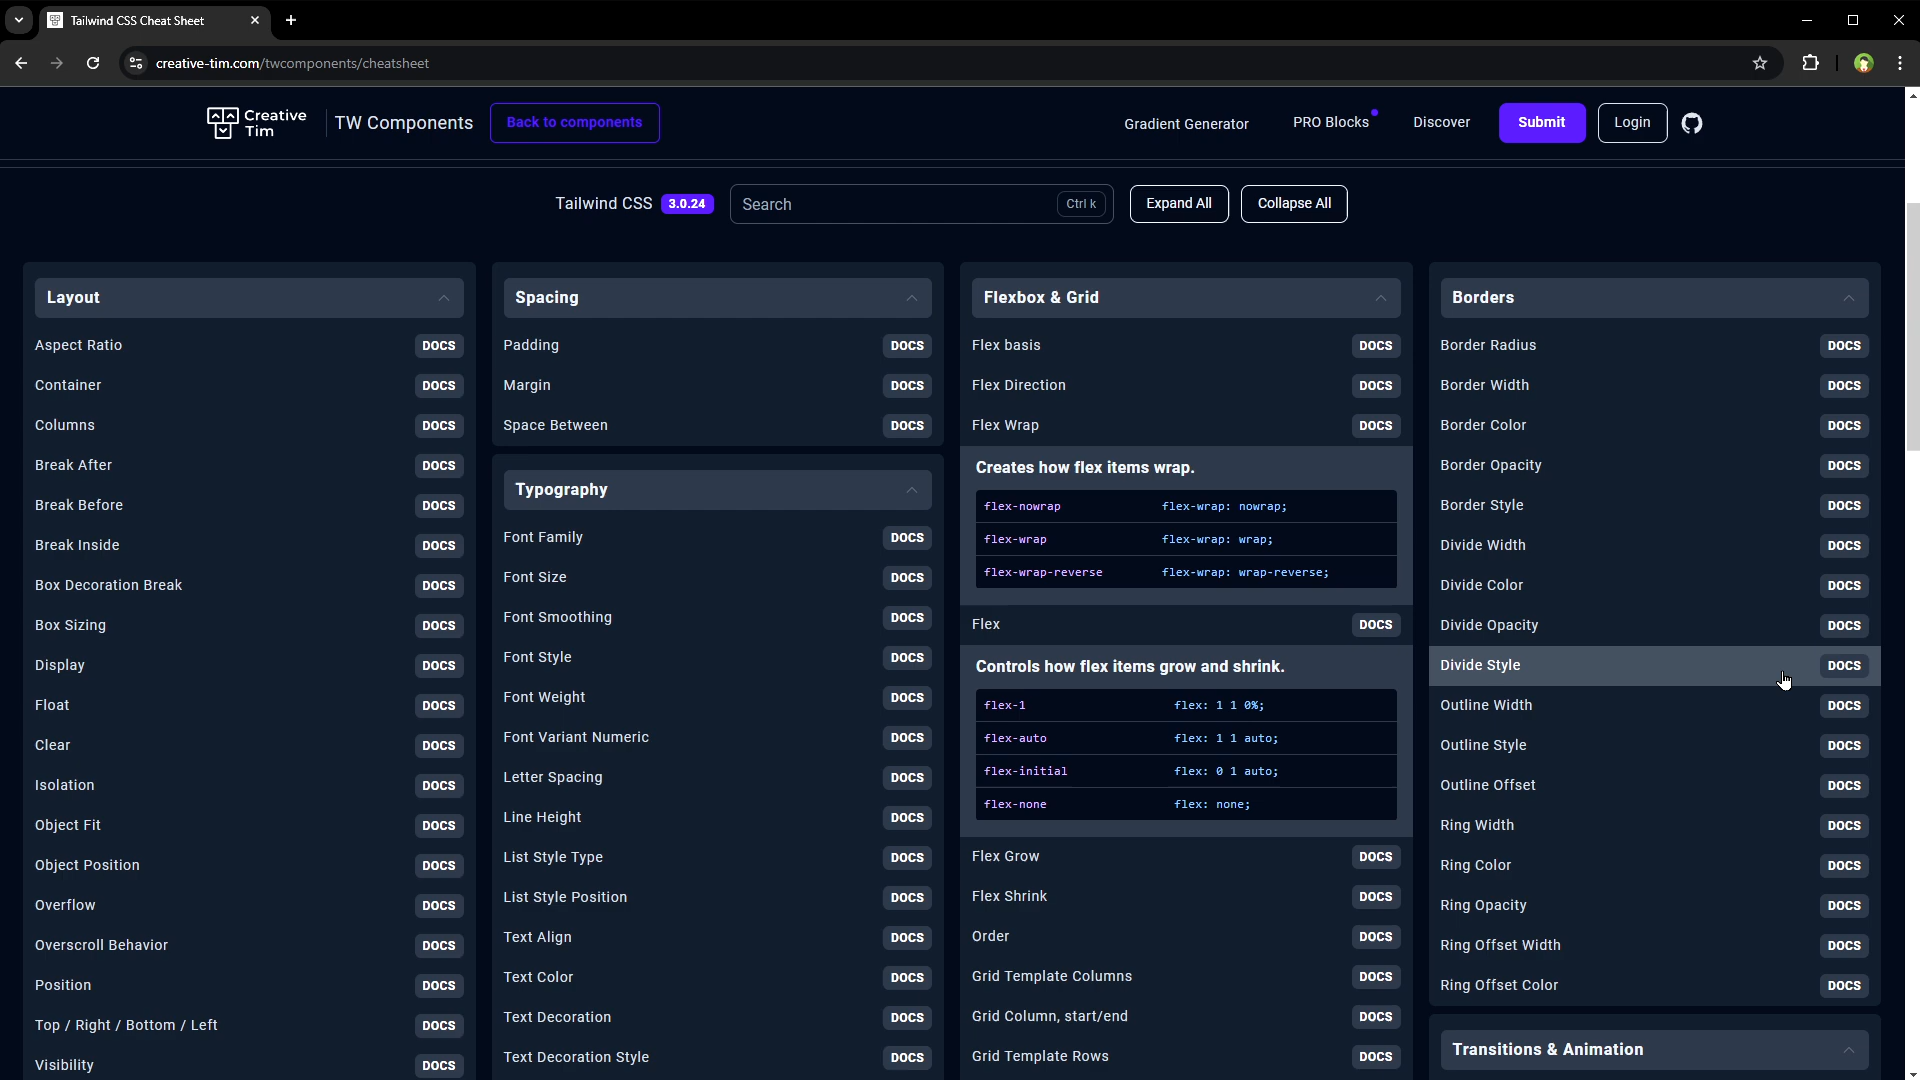 Tailwind CSS Cheat Sheet
creative-tim.com/twcomponents/cheatsheet
Creative Tim
TW Components
Back to components
Gradient Generator
PRO Blocks
Discover
Submit
Login
Tailwind CSS 3.0.24
Search
Ctrl k
Expand All
Collapse All
Layout
Aspect Ratio DOCS
Container DOCS
Columns DOCS
Break After DOCS
Break Before DOCS
Break Inside DOCS
Box Decoration Break DOCS
Box Sizing DOCS
Display DOCS
Float DOCS
Clear DOCS
Isolation DOCS
Object Fit DOCS
Object Position DOCS
Overflow DOCS
Overscroll Behavior DOCS
Position DOCS
Top / Right / Bottom / Left DOCS
Visibility DOCS
Spacing
Padding DOCS
Margin DOCS
Space Between DOCS
Typography
Font Family DOCS
Font Size DOCS
Font Smoothing DOCS
Font Style DOCS
Font Weight DOCS
Font Variant Numeric DOCS
Letter Spacing DOCS
Line Height DOCS
List Style Type DOCS
List Style Position DOCS
Text Align DOCS
Text Color DOCS
Text Decoration DOCS
Text Decoration Style DOCS
Flexbox & Grid
Flex basis DOCS
Flex Direction DOCS
Flex Wrap DOCS
Creates how flex items wrap.
flex-nowrap flex-wrap: nowrap;
flex-wrap flex-wrap: wrap;
flex-wrap-reverse flex-wrap: wrap-reverse;
Flex DOCS
Controls how flex items grow and shrink.
flex-1 flex: 1 1 0%;
flex-auto flex: 1 1 auto;
flex-initial flex: 0 1 auto;
flex-none flex: none;
Flex Grow DOCS
Flex Shrink DOCS
Order DOCS
Grid Template Columns DOCS
Grid Column, start/end DOCS
Grid Template Rows DOCS
Borders
Border Radius DOCS
Border Width DOCS
Border Color DOCS
Border Opacity DOCS
Border Style DOCS
Divide Width DOCS
Divide Color DOCS
Divide Opacity DOCS
Divide Style DOCS
Outline Width DOCS
Outline Style DOCS
Outline Offset DOCS
Ring Width DOCS
Ring Color DOCS
Ring Opacity DOCS
Ring Offset Width DOCS
Ring Offset Color DOCS
Transitions & Animation